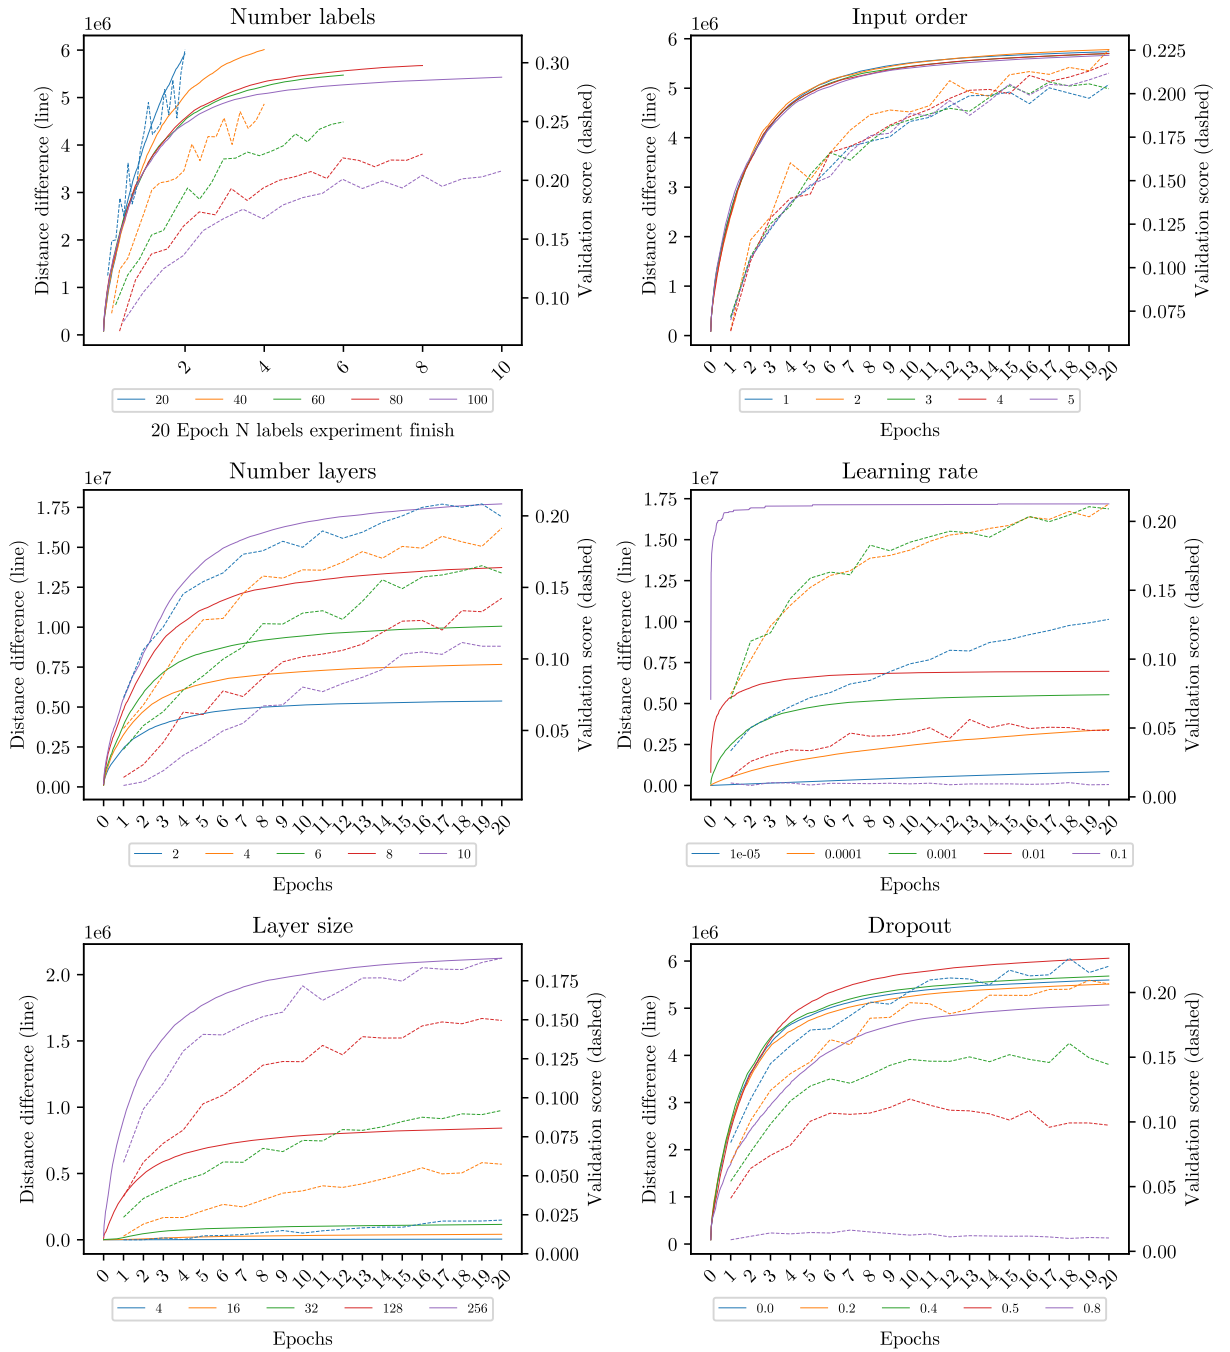 Number labels
1e6
Distance difference (line)
0
1
2
3
4
5
6
Validation score (dashed)
0.10
0.15
0.20
0.25
0.30
2 4 6 8 10
20 40 60 80 100
20 Epoch N labels experiment finish
Input order
1e6
Distance difference (line)
0
1
2
3
4
5
6
Validation score (dashed)
0.075
0.100
0.125
0.150
0.175
0.200
0.225
0 1 2 3 4 5 6 7 8 9 10 11 12 13 14 15 16 17 18 19 20
1 2 3 4 5
Epochs
Number layers
1e7
Distance difference (line)
0.00
0.25
0.50
0.75
1.00
1.25
1.50
1.75
Validation score (dashed)
0.05
0.10
0.15
0.20
0 1 2 3 4 5 6 7 8 9 10 11 12 13 14 15 16 17 18 19 20
2 4 6 8 10
Epochs
Learning rate
1e7
Distance difference (line)
0.00
0.25
0.50
0.75
1.00
1.25
1.50
1.75
Validation score (dashed)
0.00
0.05
0.10
0.15
0.20
0 1 2 3 4 5 6 7 8 9 10 11 12 13 14 15 16 17 18 19 20
1e-05 0.0001 0.001 0.01 0.1
Epochs
Layer size
1e6
Distance difference (line)
0.0
0.5
1.0
1.5
2.0
Validation score (dashed)
0.000
0.025
0.050
0.075
0.100
0.125
0.150
0.175
0 1 2 3 4 5 6 7 8 9 10 11 12 13 14 15 16 17 18 19 20
4 16 32 128 256
Epochs
Dropout
1e6
Distance difference (line)
0
1
2
3
4
5
6
Validation score (dashed)
0.00
0.05
0.10
0.15
0.20
0 1 2 3 4 5 6 7 8 9 10 11 12 13 14 15 16 17 18 19 20
0.0 0.2 0.4 0.5 0.8
Epochs